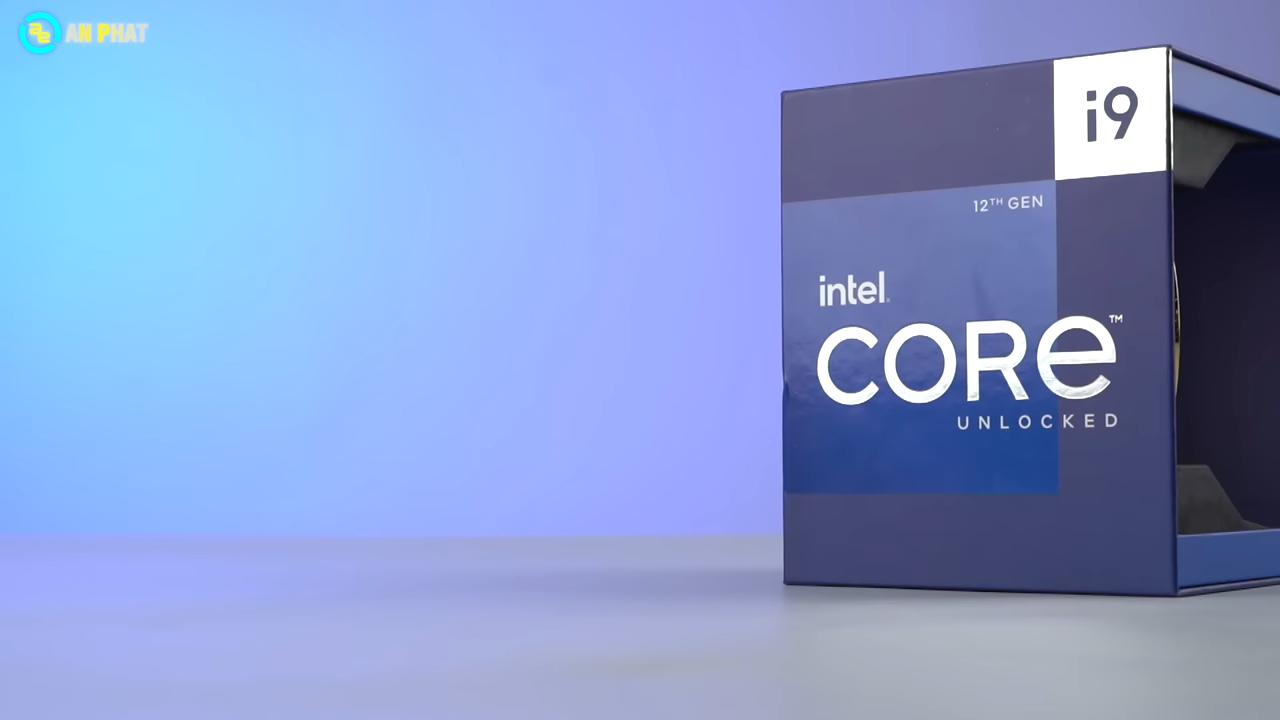 AN PHAT
i9
12TH GEN
intel.
CORE™
UNLOCKED